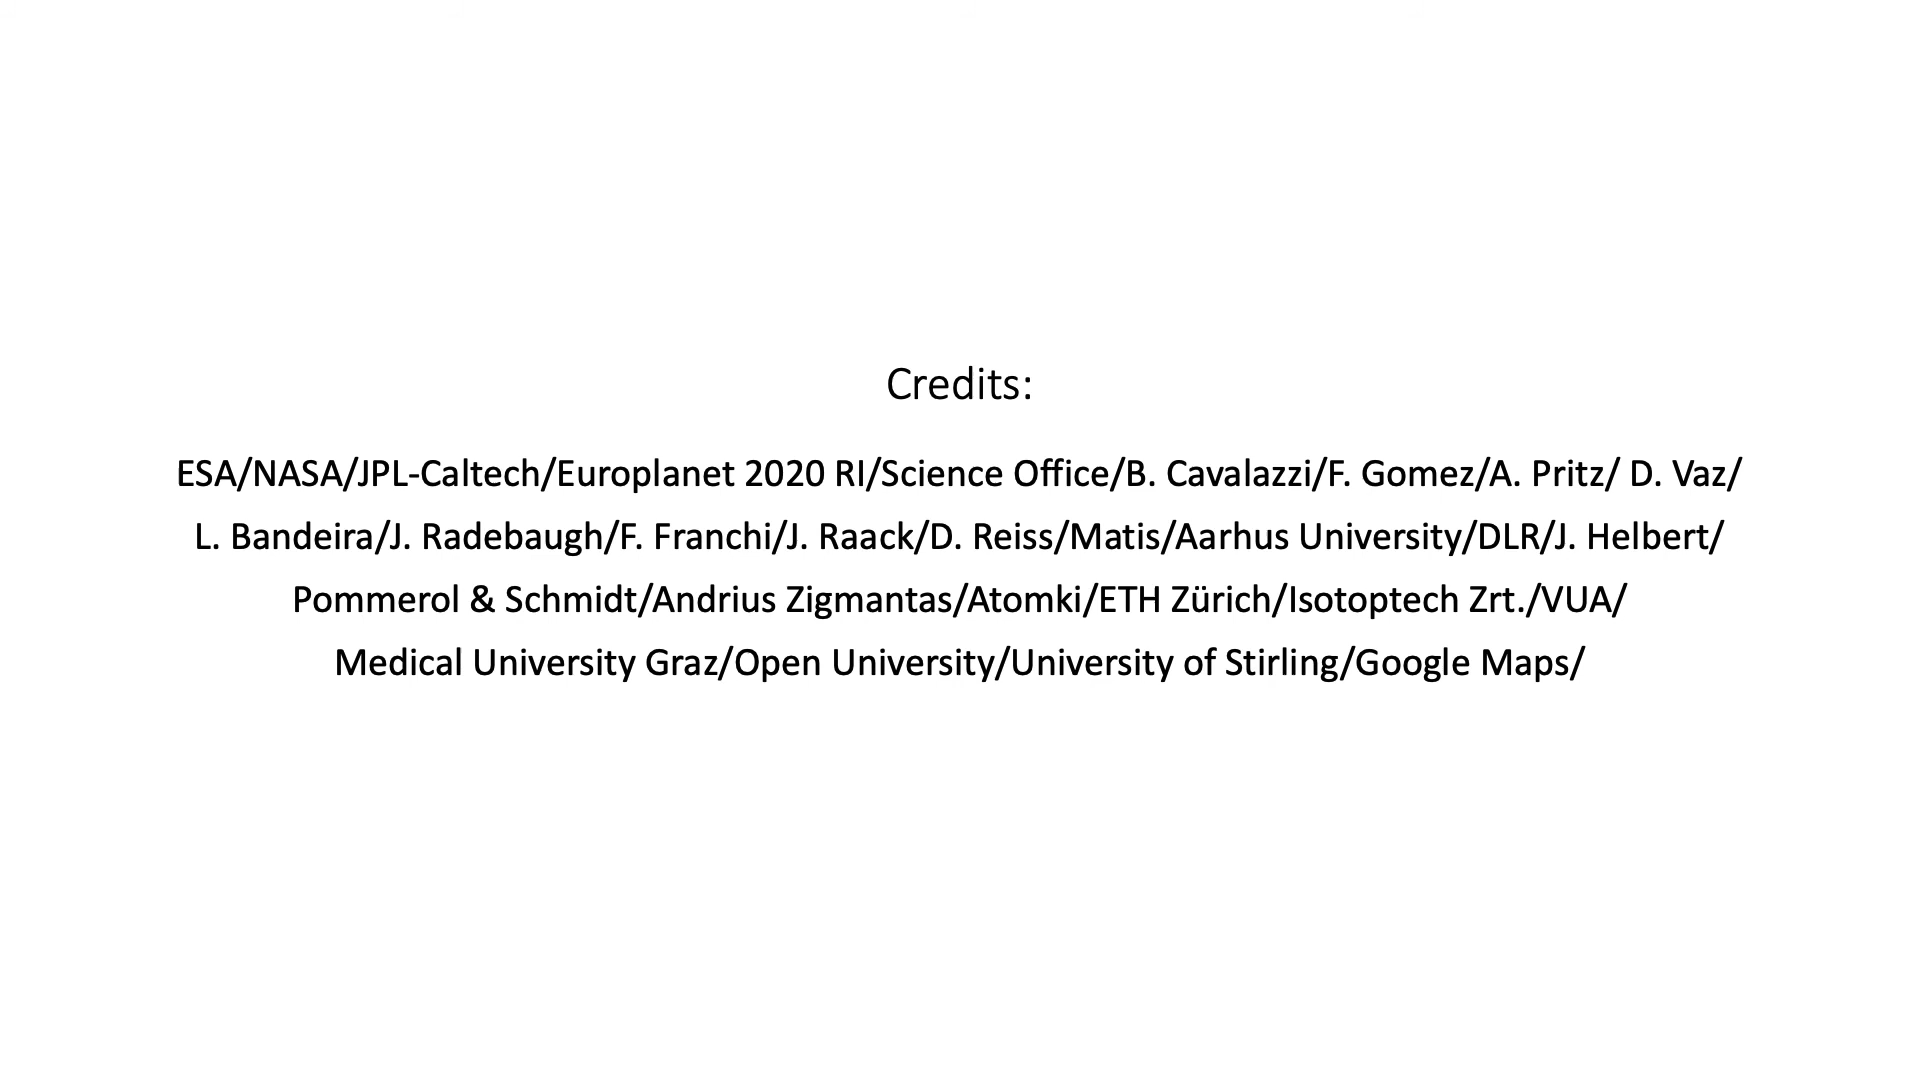 Credits:
ESA/NASA/JPL-Caltech/Europlanet 2020 RI/Science Office/B. Cavalazzi/F. Gomez/A. Pritz/ D. Vaz/
L. Bandeira/J. Radebaugh/F. Franchi/J. Raack/D. Reiss/Matis/Aarhus University/DLR/J. Helbert/
Pommerol & Schmidt/Andrius Zigmantas/Atomki/ETH Zürich/Isotoptech Zrt./VUA/
Medical University Graz/Open University/University of Stirling/Google Maps/